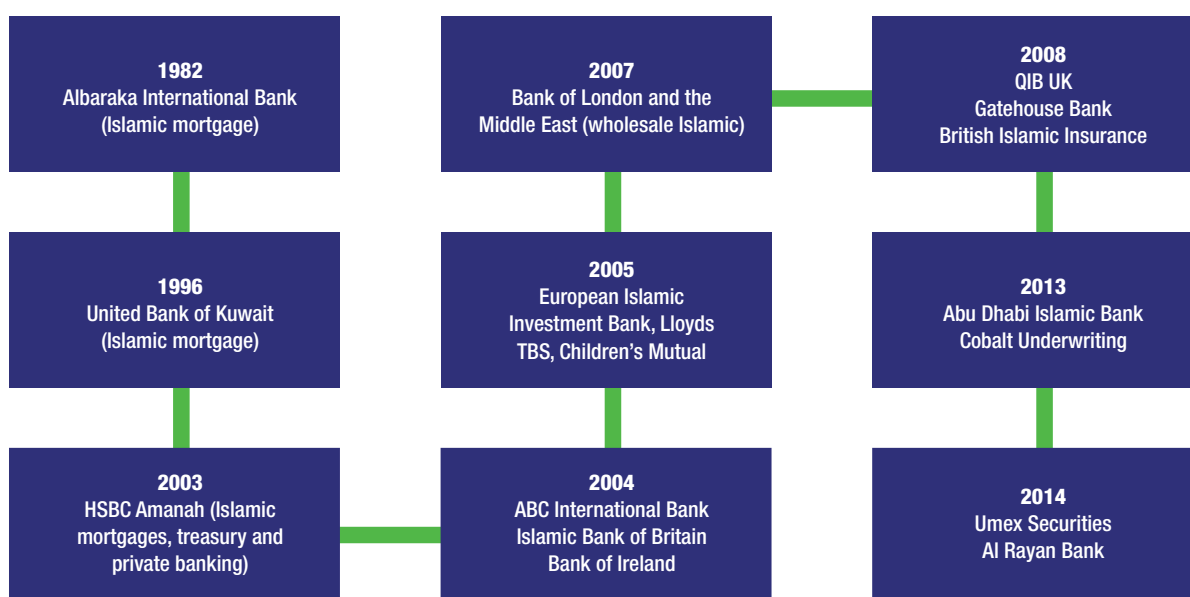 1982
Albaraka International Bank
(Islamic mortgage)
1996
United Bank of Kuwait
(Islamic mortgage)
2003
HSBC Amanah (Islamic
mortgages, treasury and
private banking)
2004
ABC International Bank
Islamic Bank of Britain
Bank of Ireland
2005
European Islamic
Investment Bank, Lloyds
TBS, Children’s Mutual
2007
Bank of London and the
Middle East (wholesale Islamic)
2008
QIB UK
Gatehouse Bank
British Islamic Insurance
2013
Abu Dhabi Islamic Bank
Cobalt Underwriting
2014
Umex Securities
Al Rayan Bank